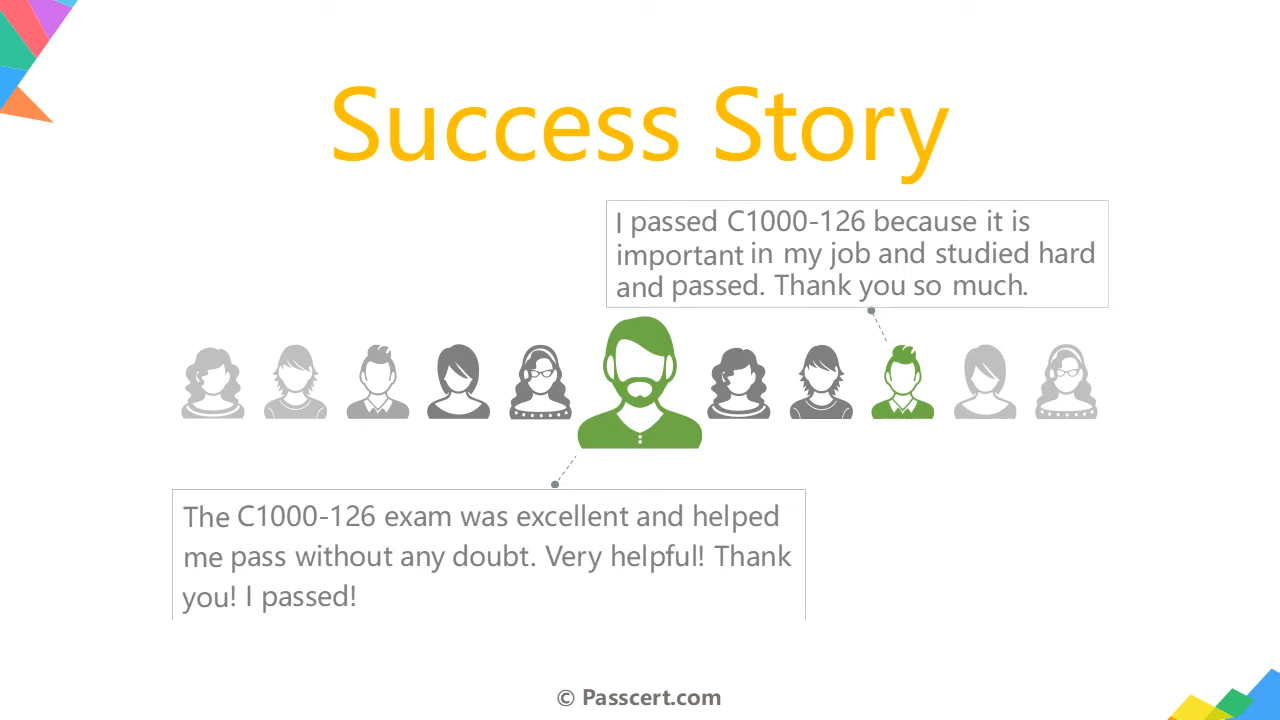 Success Story
I passed C1000-126 because it is
important in my job and studied hard
and passed. Thank you so much.
The C1000-126 exam was excellent and helped
me pass without any doubt. Very helpful! Thank
you! I passed!
© Passcert.com